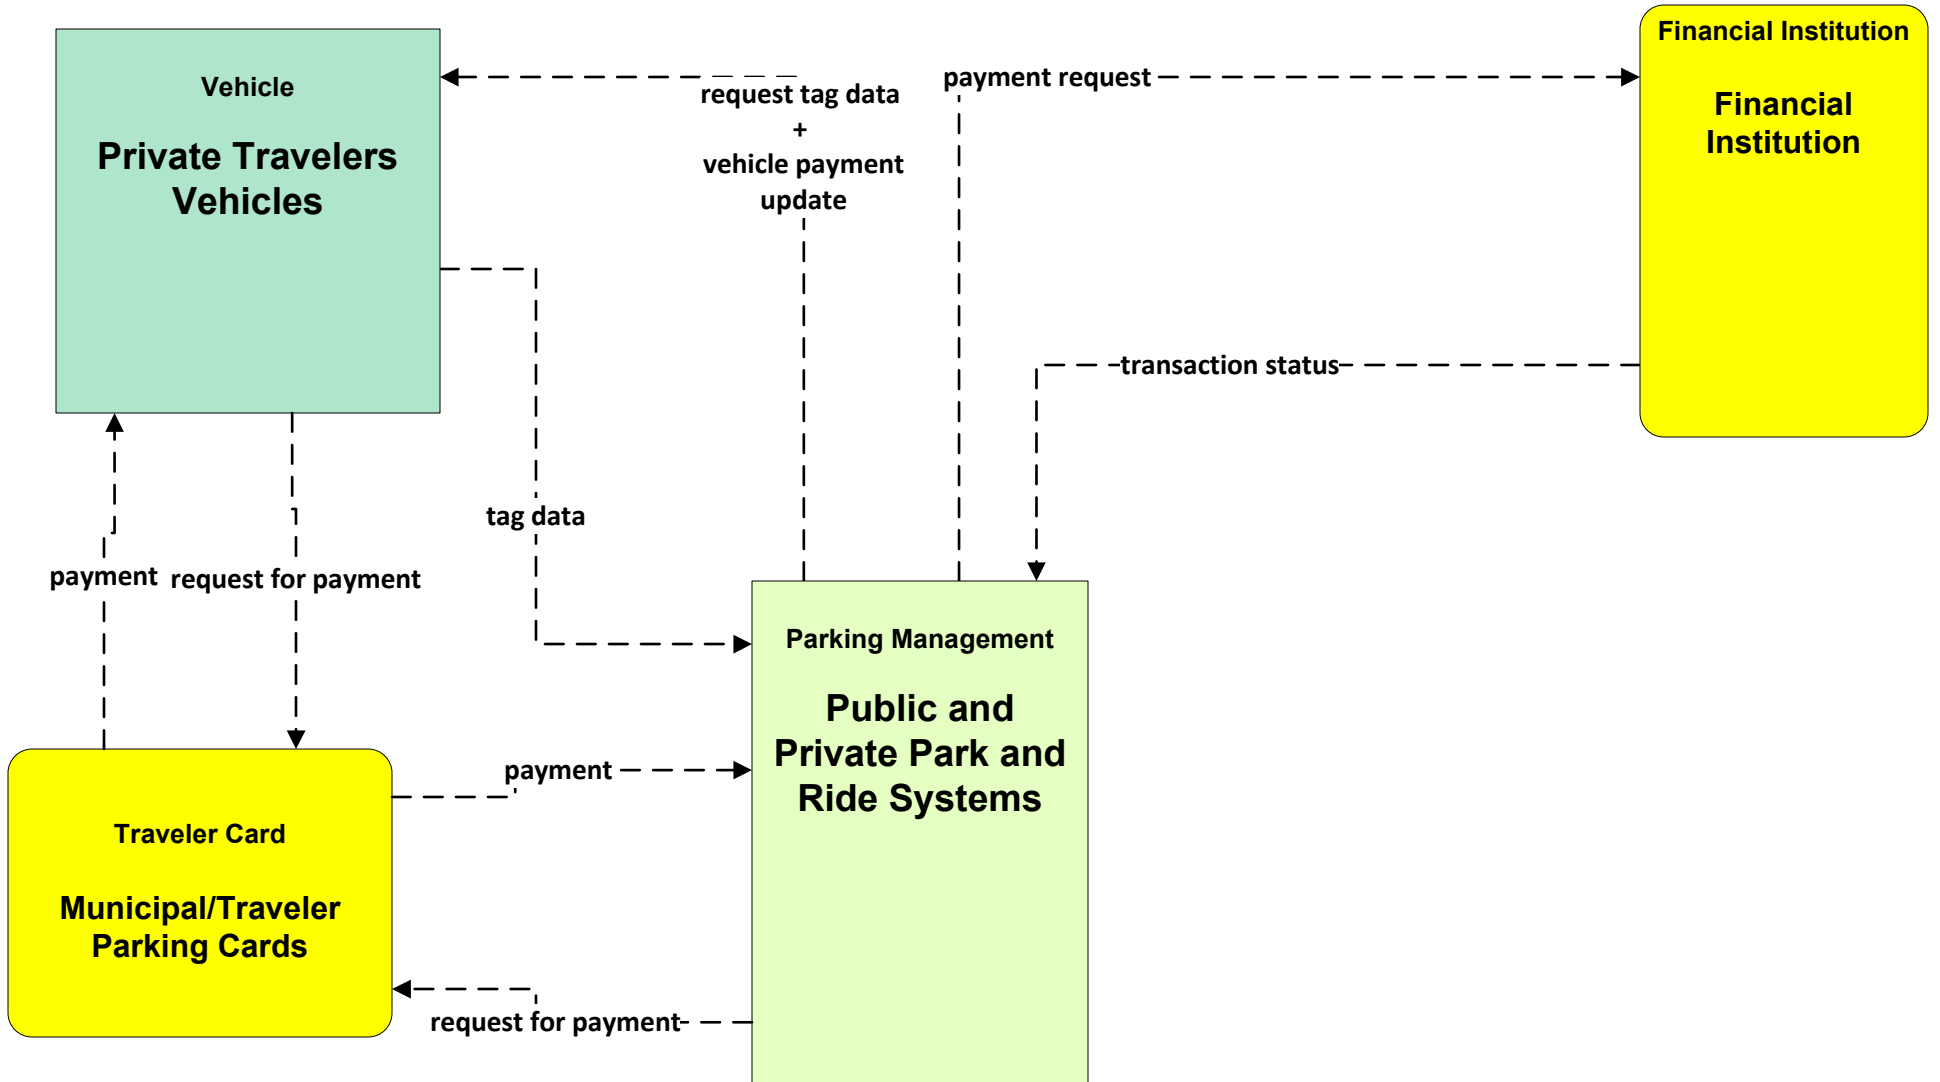 Financial Institution
Financial
Institution
Vehicle
Private Travelers
Vehicles
request tag data
+
vehicle payment
update
payment request
transaction status
tag data
payment
request for payment
Parking Management
Public and
Private Park and
Ride Systems
payment
Traveler Card
Municipal/Traveler
Parking Cards
request for payment